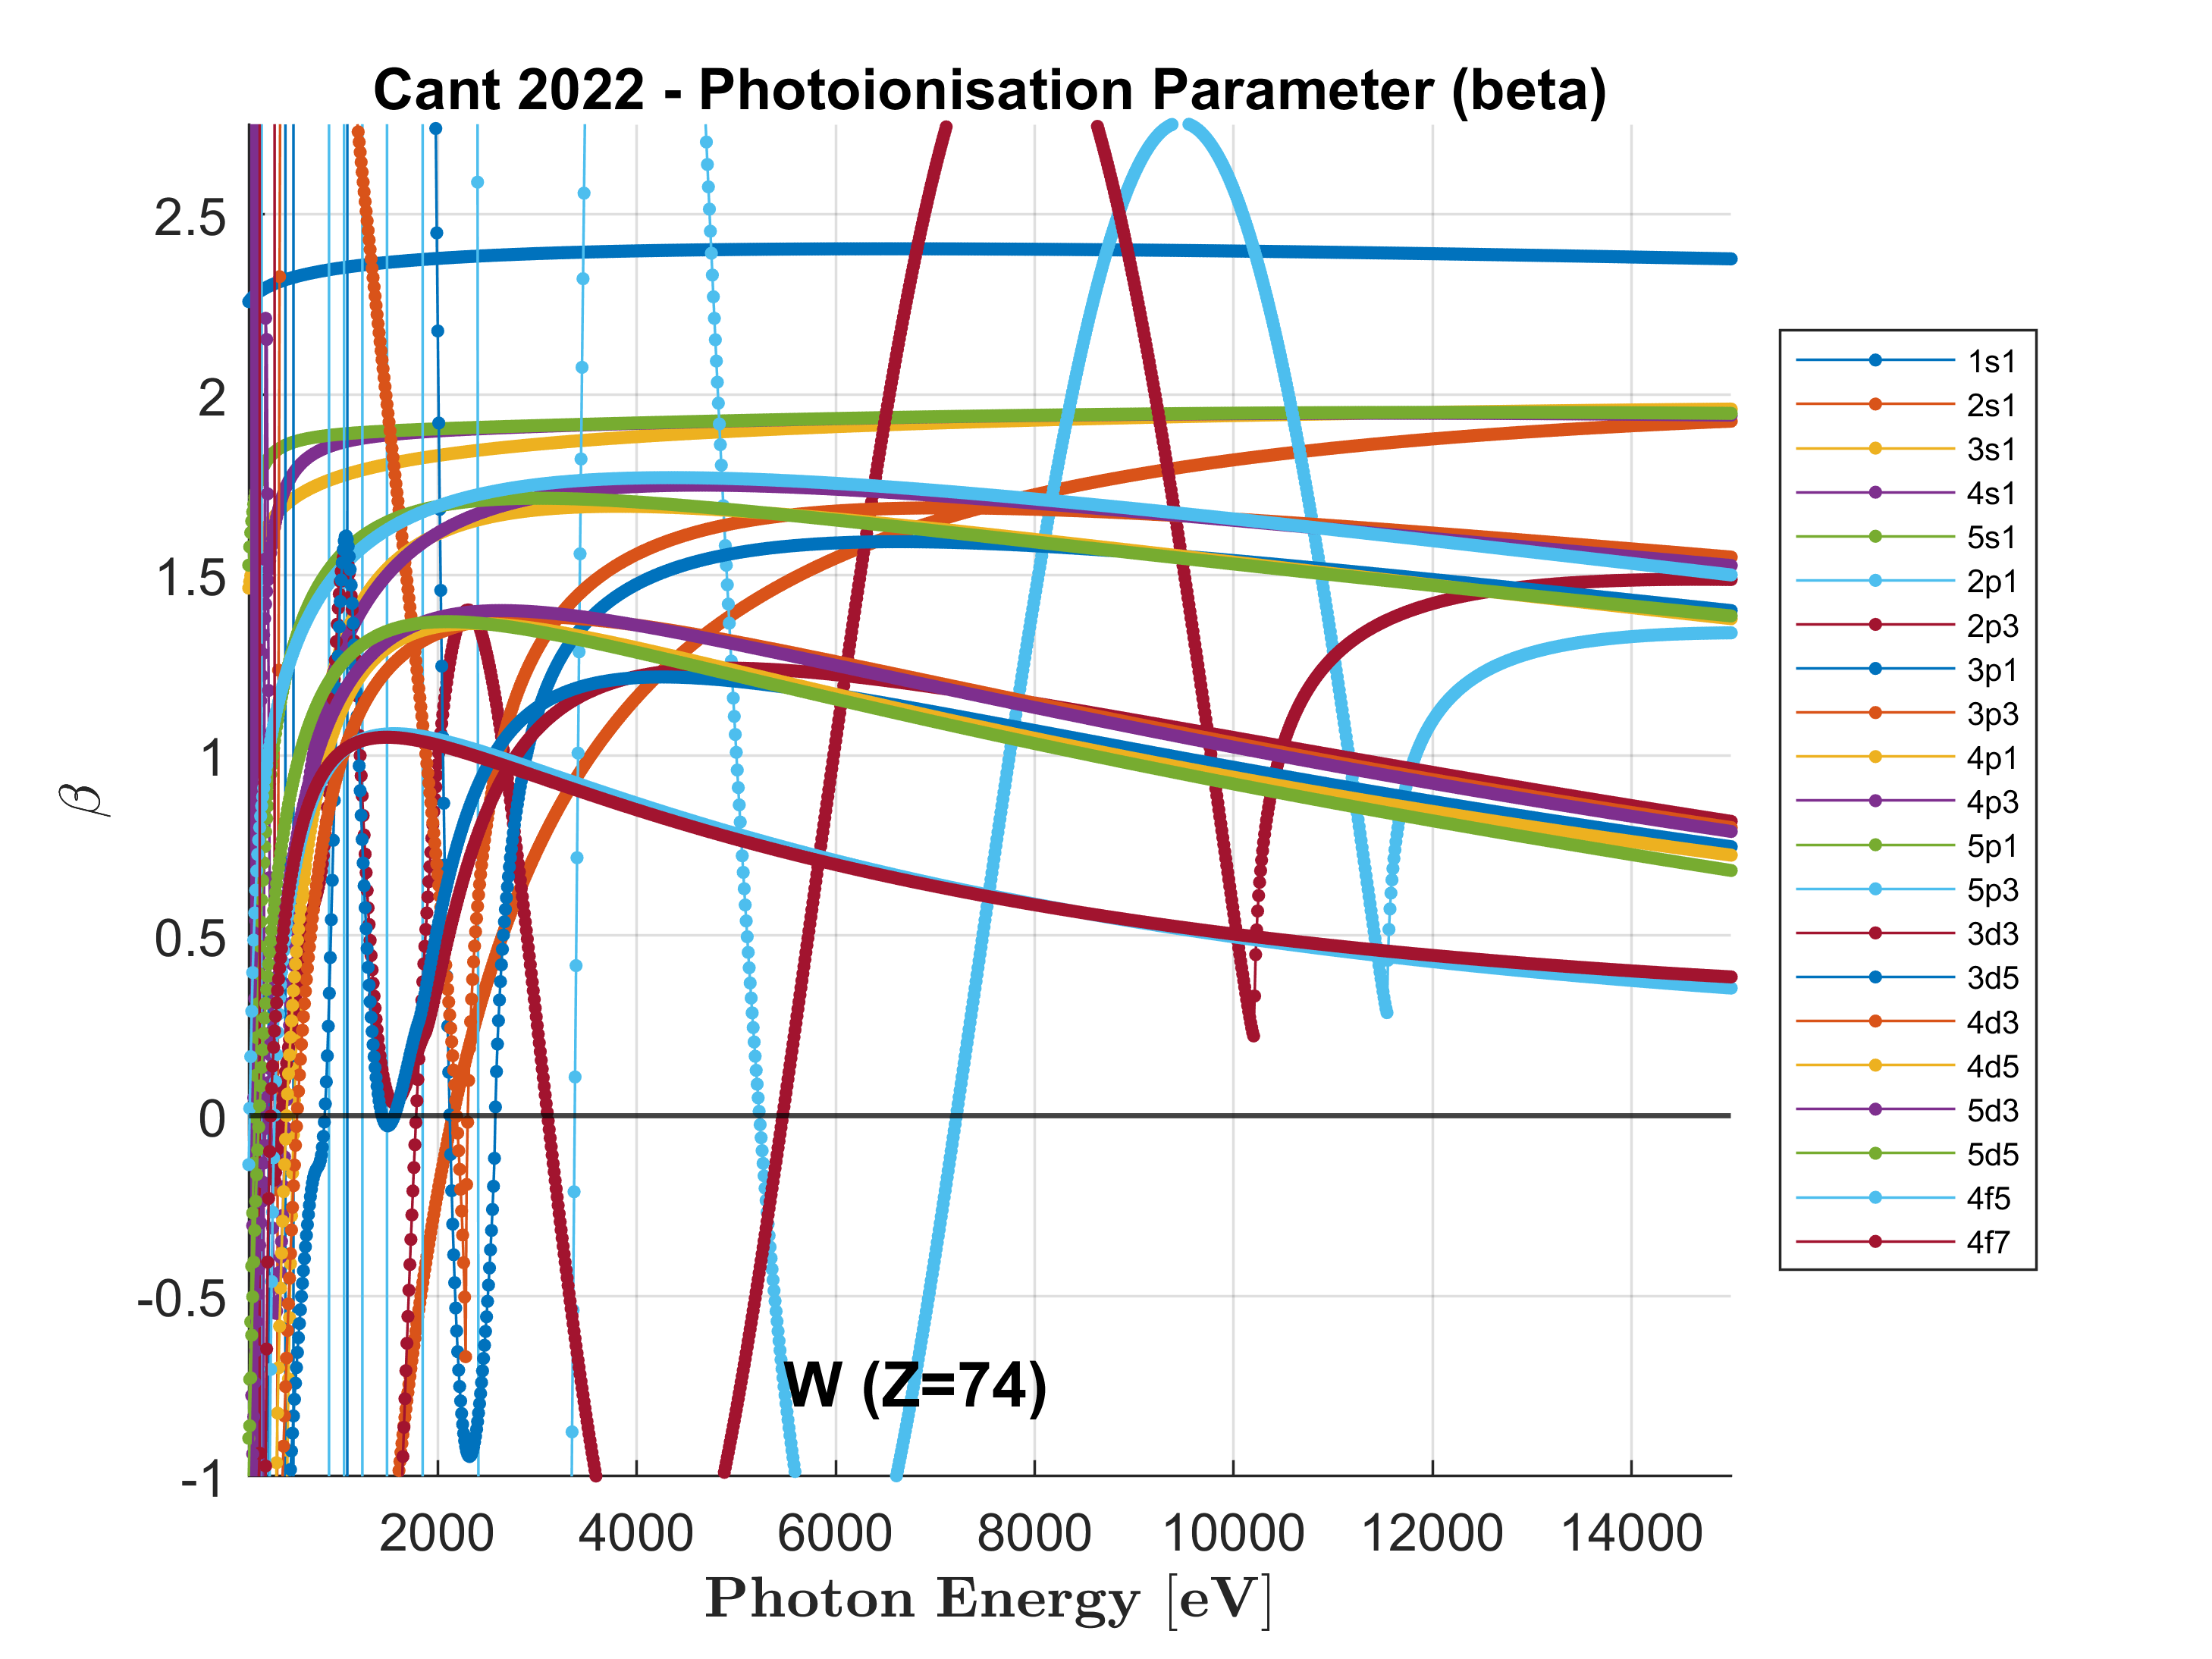 Cant 2022 - Photoionisation Parameter (beta)
2.5
2
1.5
1
0.5
0
-0.5
-1
β
W (Z=74)
2000 4000 6000 8000 10000 12000 14000
Photon Energy [eV]
1s1
2s1
3s1
4s1
5s1
2p1
2p3
3p1
3p3
4p1
4p3
5p1
5p3
3d3
3d5
4d3
4d5
5d3
5d5
4f5
4f7